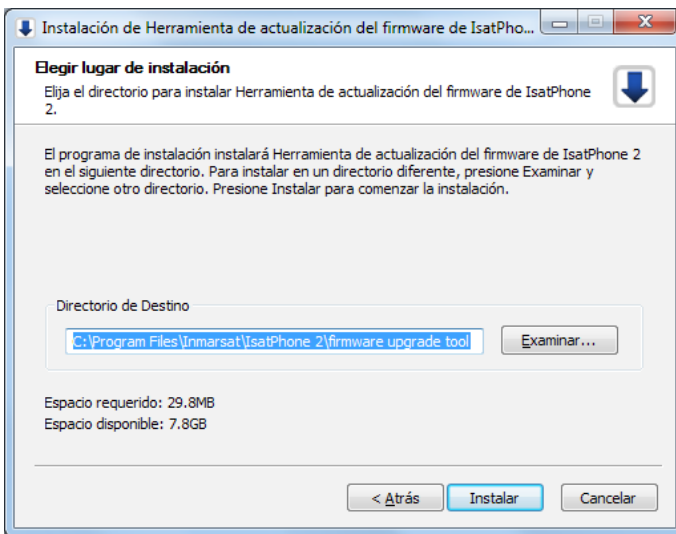 Instalación de Herramienta de actualización del firmware de IsatPho...
Elegir lugar de instalación
Elija el directorio para instalar Herramienta de actualización del firmware de IsatPhone
2.
El programa de instalación instalará Herramienta de actualización del firmware de IsatPhone 2
en el siguiente directorio. Para instalar en un directorio diferente, presione Examinar y
seleccione otro directorio. Presione Instalar para comenzar la instalación.
Directorio de Destino
C:\Program Files\Inmarsat\IsatPhone 2\firmware upgrade tool
Examinar...
Espacio requerido: 29.8MB
Espacio disponible: 7.8GB
< Atrás
Instalar
Cancelar